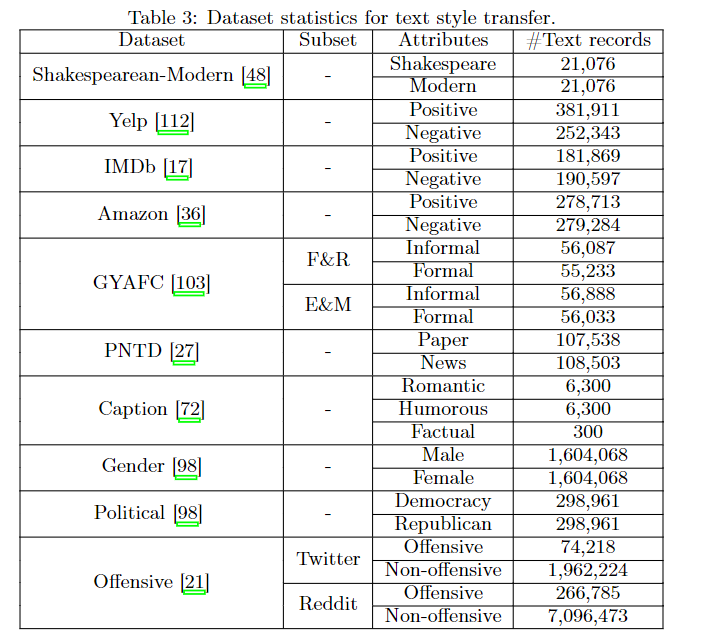 Table 3: Dataset statistics for text style transfer.
Dataset Subset Attributes #Text records
Shakespearean-Modern [48] - Shakespeare 21,076
Modern 21,076
Yelp [112] - Positive 381,911
Negative 252,343
IMDb [17] - Positive 181,869
Negative 190,597
Amazon [36] - Positive 278,713
Negative 279,284
GYAFC [103] F&R Informal 56,087
Formal 55,233
E&M Informal 56,888
Formal 56,033
PNTD [27] - Paper 107,538
News 108,503
Caption [72] - Romantic 6,300
Humorous 6,300
Factual 300
Gender [98] - Male 1,604,068
Female 1,604,068
Political [98] - Democracy 298,961
Republican 298,961
Offensive [21] Twitter Offensive 74,218
Non-offensive 1,962,224
Reddit Offensive 266,785
Non-offensive 7,096,473